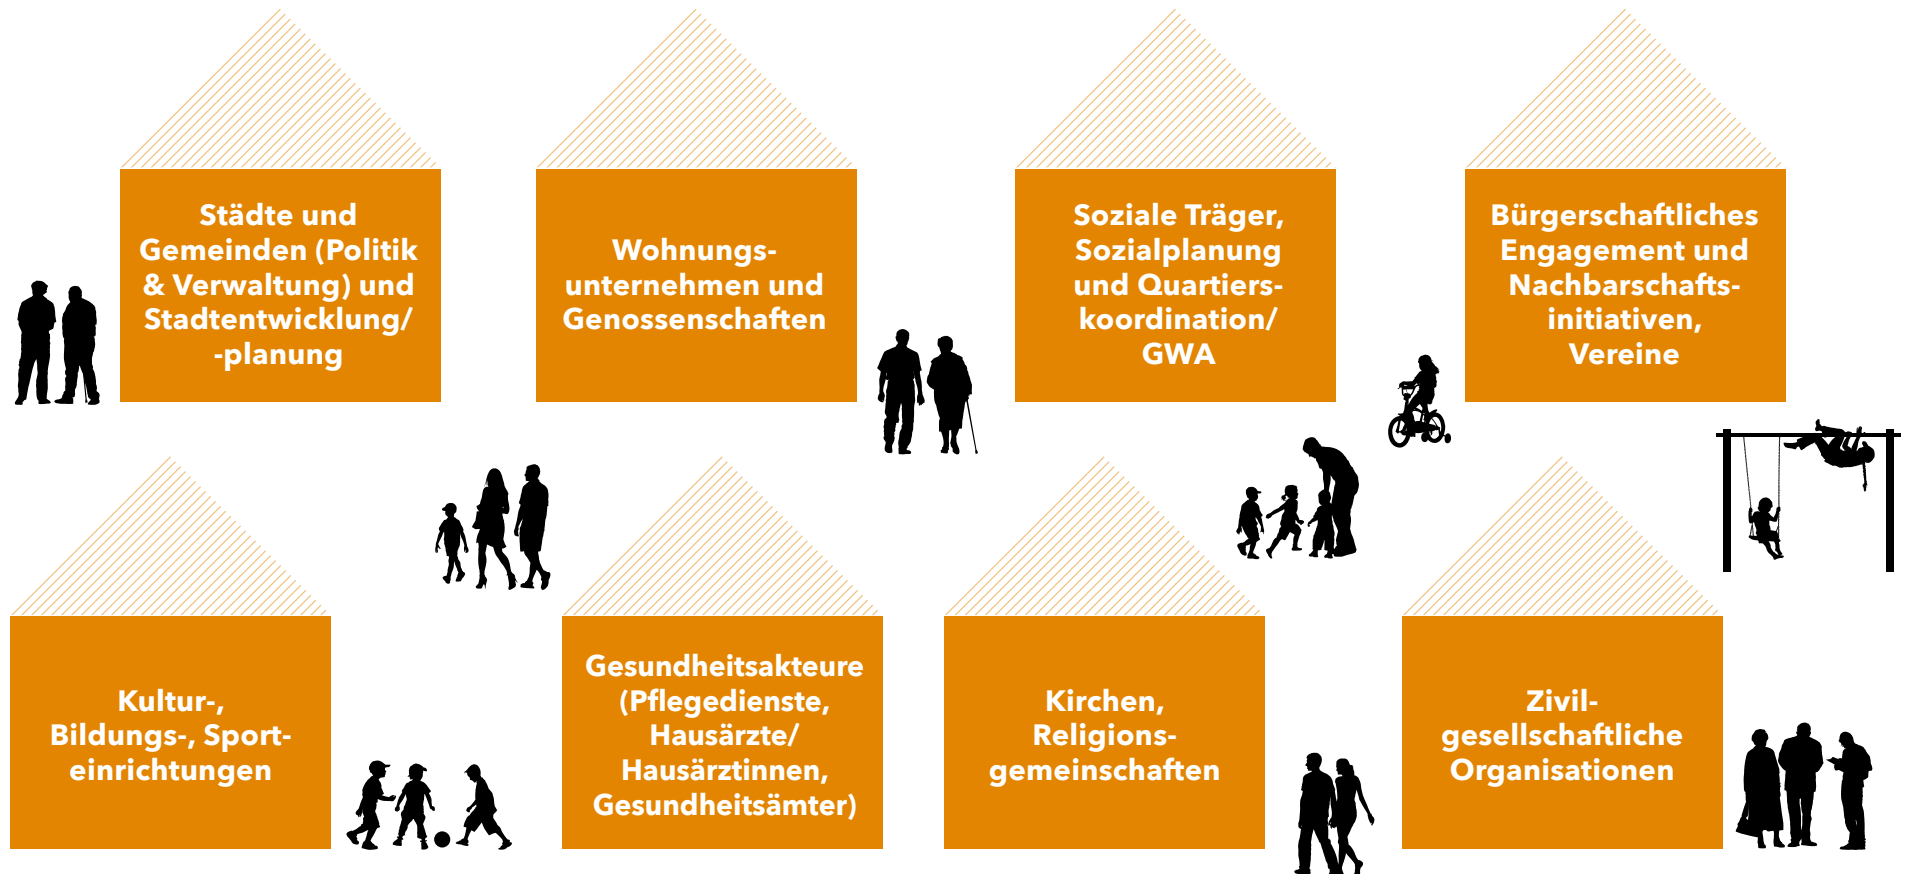 Städte und
Gemeinden (Politik
& Verwaltung) und
Stadtentwicklung/
-planung
Wohnungs-
unternehmen und
Genossenschaften
Soziale Träger,
Sozialplanung
und Quartiers-
koordination/
GWA
Bürgerschaftliches
Engagement und
Nachbarschafts-
initiativen,
Vereine
Kultur-,
Bildungs-, Sport-
einrichtungen
Gesundheitsakteure
(Pflegedienste,
Hausärzte/
Hausärztinnen,
Gesundheitsämter)
Kirchen,
Religions-
gemeinschaften
Zivil-
gesellschaftliche
Organisationen